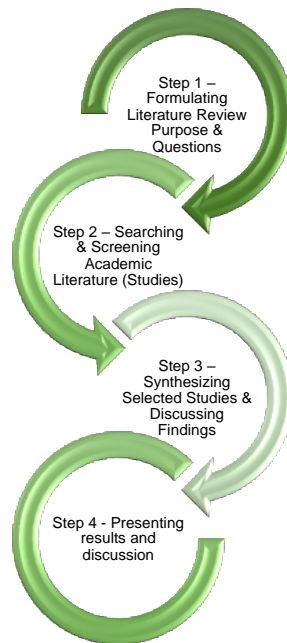 Step 1 –
Formulating
Literature Review
Purpose &
Questions
Step 2 – Searching
& Screening
Academic
Literature (Studies)
Step 3 –
Synthesizing
Selected Studies &
Discussing
Findings
Step 4 - Presenting
results and
discussion